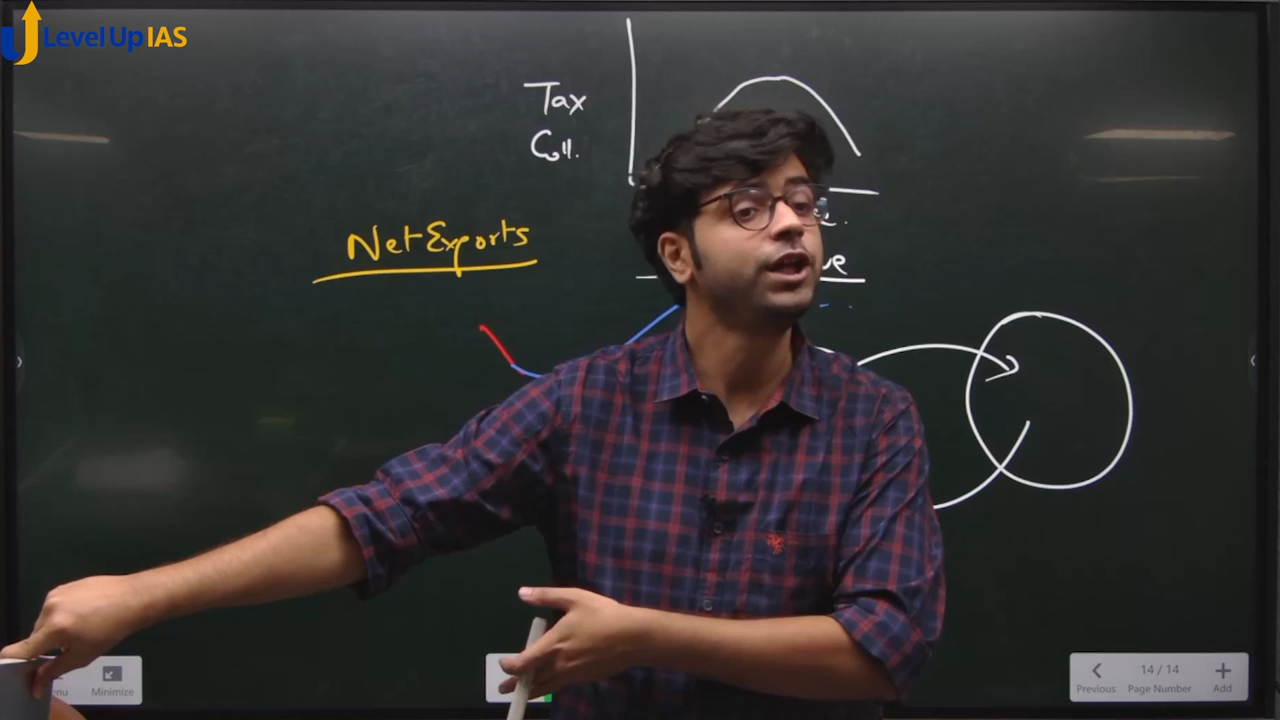 Level Up IAS
Tax
Coll.
Net Exports
Minimize
Previous
14 / 14
Page Number
Add